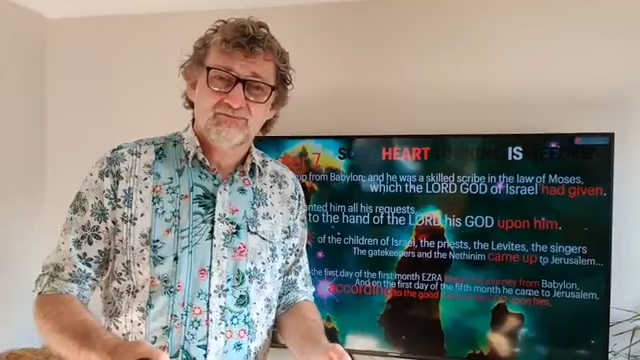 7 HEART IS
up from Babylon, and he was a skilled scribe in the law of Moses,
which the LORD GOD of Israel had given.
him all his requests,
to the hand of the LORD his GOD upon him.
of the children of Israel, the priests, the Levites, the singers
The gatekeepers and the Nethinim came up to Jerusalem...
the first day of the first month EZRA journey from Babylon,
And on the first day of the fifth month he came to Jerusalem,
according to the good GOD upon him.